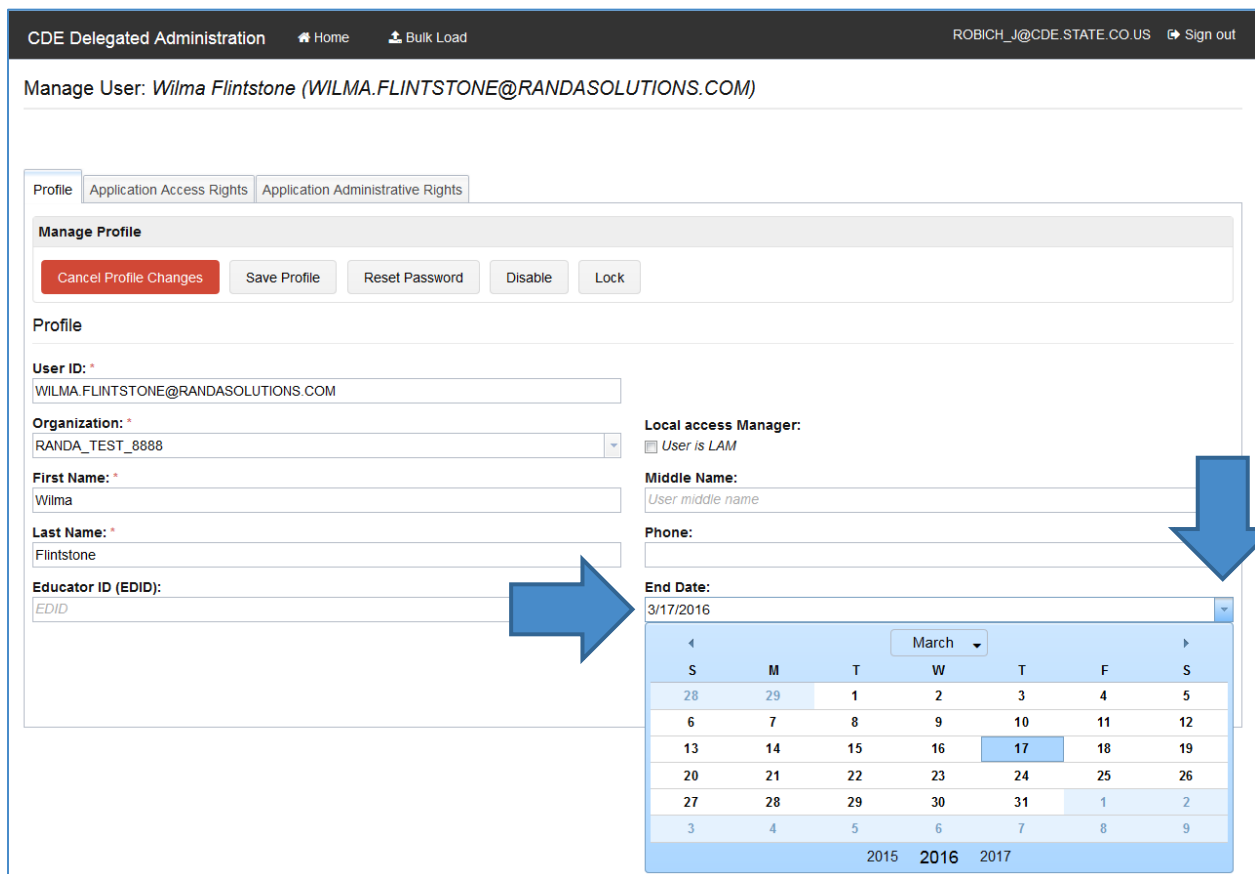 CDE Delegated Administration Home Bulk Load ROBICH_J@CDE.STATE.CO.US Sign out
Manage User: Wilma Flintstone (WILMA.FLINTSTONE@RANDASOLUTIONS.COM)
Profile Application Access Rights Application Administrative Rights
Manage Profile
Cancel Profile Changes Save Profile Reset Password Disable Lock
Profile
User ID: *
WILMA.FLINTSTONE@RANDASOLUTIONS.COM
Organization: * Local access Manager:
RANDA_TEST_8888 User is LAM
First Name: * Middle Name:
Wilma User middle name
Last Name: * Phone:
Flintstone
Educator ID (EDID): End Date:
EDID 3/17/2016
March
S M T W T F S
28 29 1 2 3 4 5
6 7 8 9 10 11 12
13 14 15 16 17 18 19
20 21 22 23 24 25 26
27 28 29 30 31 1 2
3 4 5 6 7 8 9
2015 2016 2017